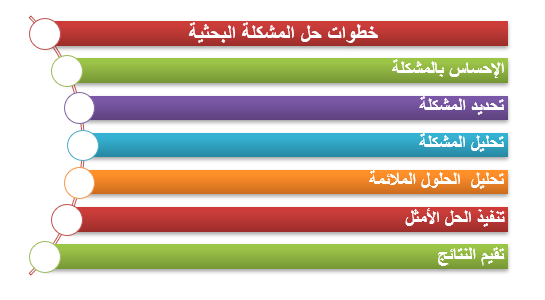 خطوات حل المشكلة البحثية
الإحساس بالمشكلة
تحديد المشكلة
تحليل المشكلة
تحليل الحلول الملائمة
تنفيذ الحل الأمثل
تقيم النتائج